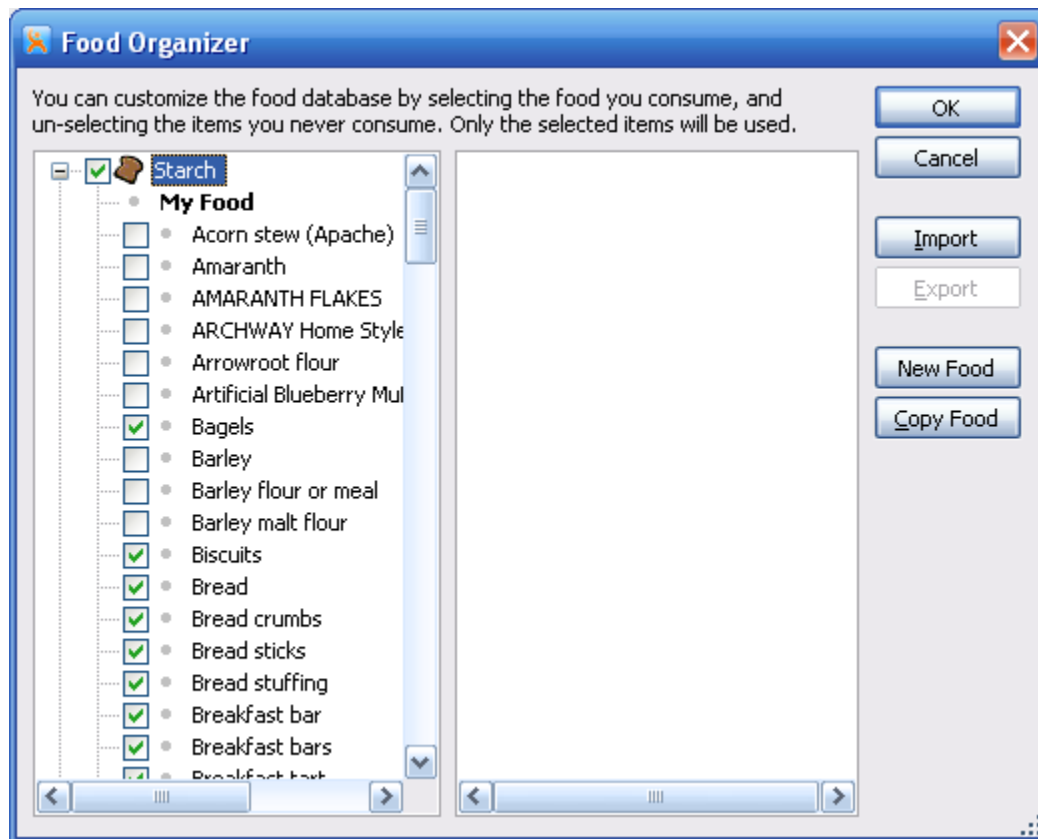 Food Organizer
You can customize the food database by selecting the food you consume, and
un-selecting the items you never consume. Only the selected items will be used.
Starch
My Food
Acorn stew (Apache)
Amaranth
AMARANTH FLAKES
ARCHWAY Home Style
Arrowroot flour
Artificial Blueberry
Bagels
Barley
Barley flour or meal
Barley malt flour
Biscuits
Bread
Bread crumbs
Bread sticks
Bread stuffing
Breakfast bar
Breakfast bars
Breakfast tart
OK
Cancel
Import
Export
New Food
Copy Food